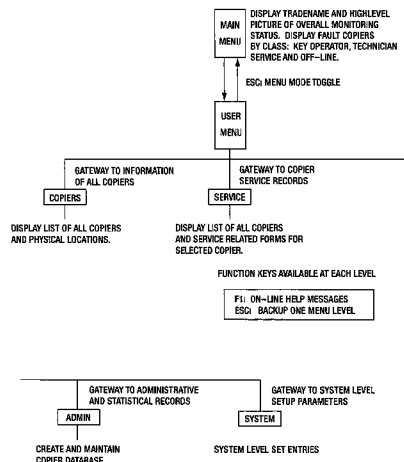 MAIN
MENU
DISPLAY TRADENAME AND HIGHLEVEL
PICTURE OF OVERALL MONITORING
STATUS. DISPLAY FAULT COPIERS
BY CLASS: KEY OPERATOR, TECHNICIAN
SERVICE AND OFF-LINE.
ESC: MENU MODE TOGGLE
USER
MENU
GATEWAY TO INFORMATION
OF ALL COPIERS
COPIERS
DISPLAY LIST OF ALL COPIERS
AND PHYSICAL LOCATIONS.
GATEWAY TO COPIER
SERVICE RECORDS
SERVICE
DISPLAY LIST OF ALL COPIERS
AND SERVICE RELATED FORMS FOR
SELECTED COPIER.
FUNCTION KEYS AVAILABLE AT EACH LEVEL
F1: ON-LINE HELP MESSAGES
ESC: BACKUP ONE MENU LEVEL
GATEWAY TO ADMINISTRATIVE
AND STATISTICAL RECORDS
ADMIN
CREATE AND MAINTAIN
COPIER DATABASE
GATEWAY TO SYSTEM LEVEL
SETUP PARAMETERS
SYSTEM
SYSTEM LEVEL SET ENTRIES